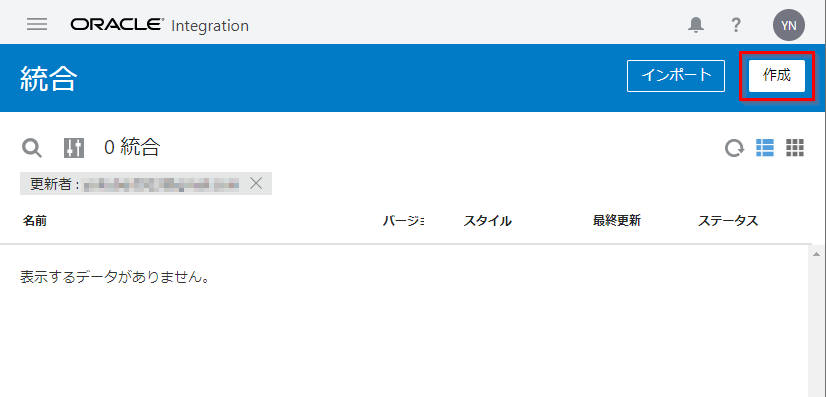 ORACLE Integration
?
YN
統合
インポート
作成
0 統合
更新者 :
名前 バージョ スタイル 最終更新 ステータス
表示するデータがありません。